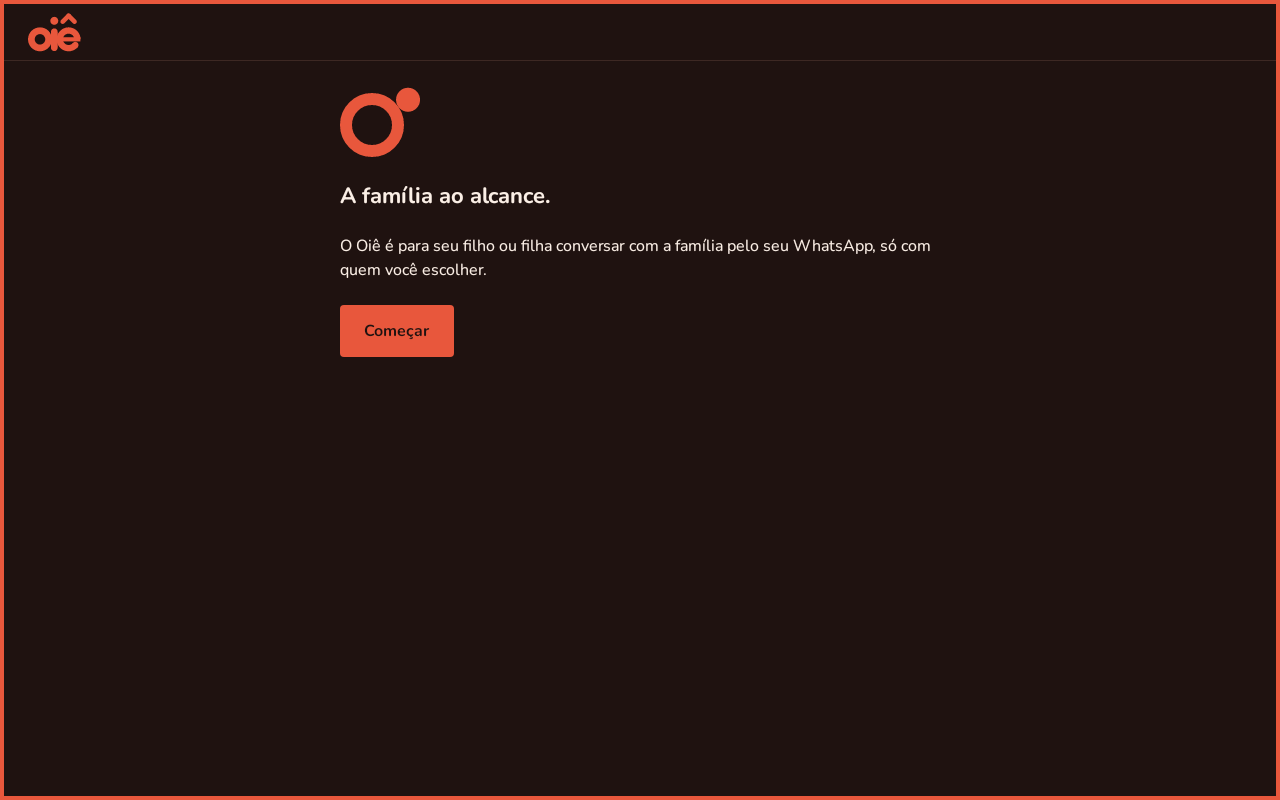 oiê
A família ao alcance.
O Oiê é para seu filho ou filha conversar com a família pelo seu WhatsApp, só com
quem você escolher.
Começar